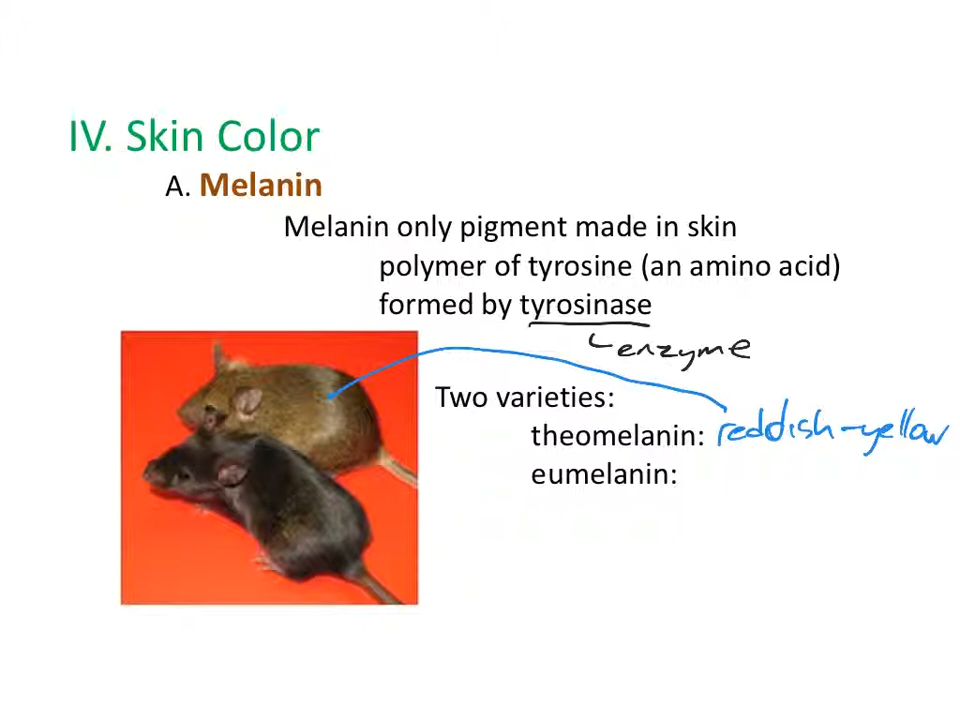 IV. Skin Color
A. Melanin
Melanin only pigment made in skin
polymer of tyrosine (an amino acid)
formed by tyrosinase
enzyme
Two varieties:
theomelanin: reddish-yellow
eumelanin: